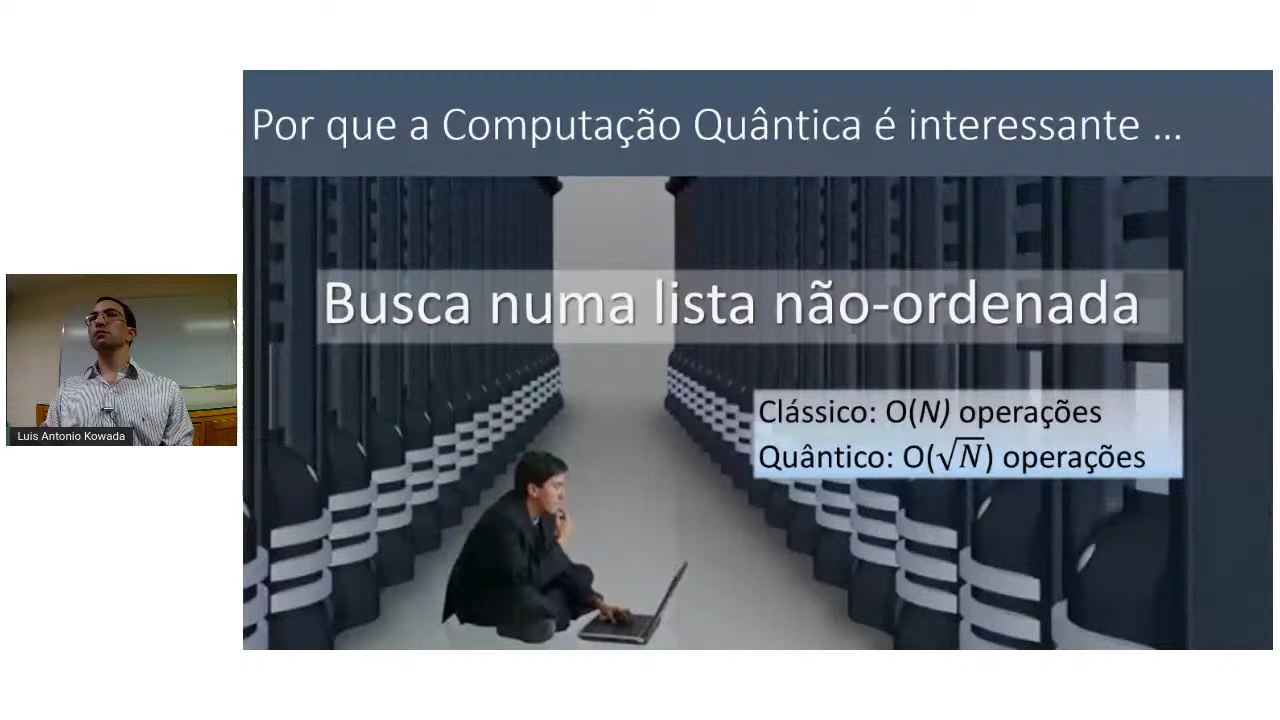 Por que a Computação Quântica é interessante ...
Busca numa lista não-ordenada
Clássico: O(N) operações
Quântico: O(√N) operações
Luis Antonio Kowada